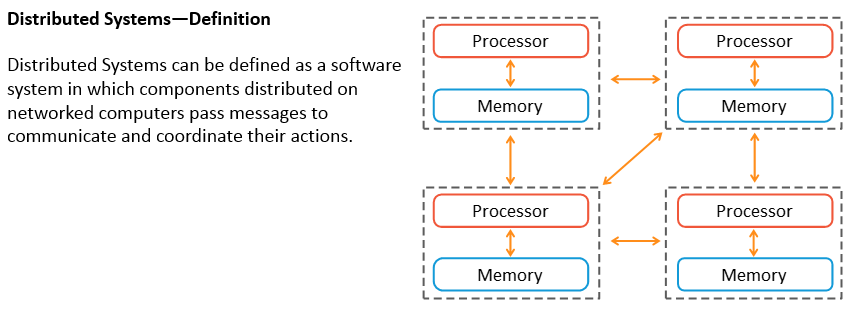 Distributed Systems—Definition
Distributed Systems can be defined as a software
system in which components distributed on
networked computers pass messages to
communicate and coordinate their actions.
Processor
Memory
Processor
Memory
Processor
Memory
Processor
Memory